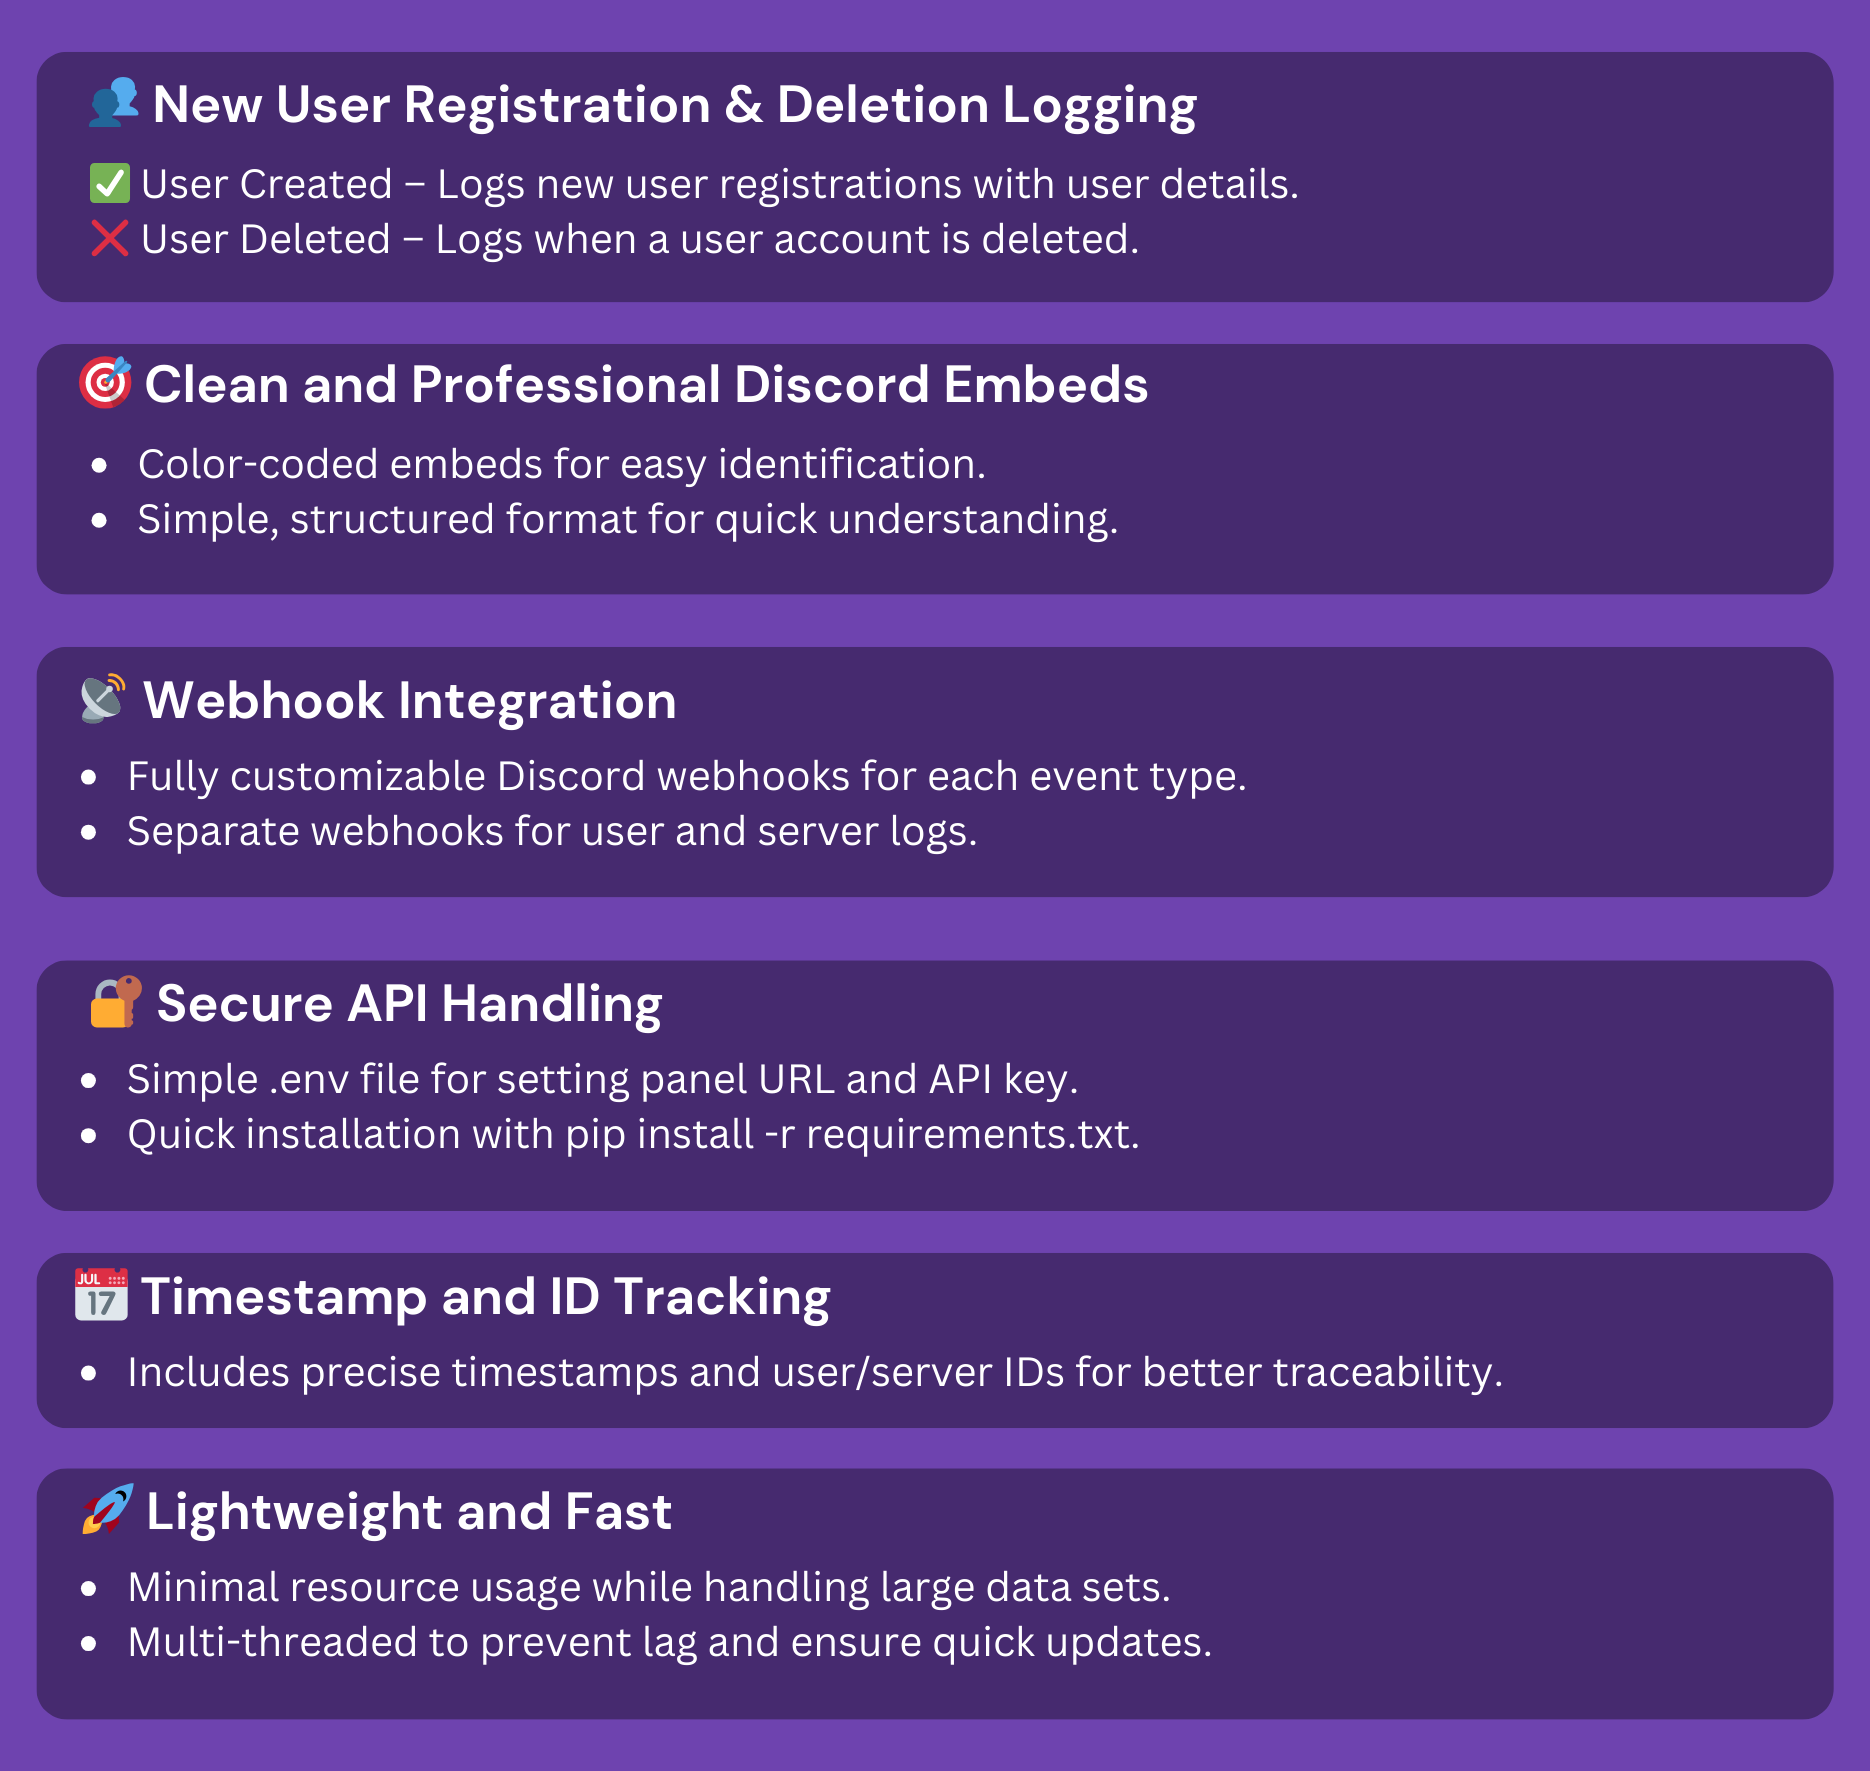 👥 New User Registration & Deletion Logging
✅ User Created – Logs new user registrations with user details.
❌ User Deleted – Logs when a user account is deleted.
🎯 Clean and Professional Discord Embeds
• Color-coded embeds for easy identification.
• Simple, structured format for quick understanding.
📡 Webhook Integration
• Fully customizable Discord webhooks for each event type.
• Separate webhooks for user and server logs.
🔐 Secure API Handling
• Simple .env file for setting panel URL and API key.
• Quick installation with pip install -r requirements.txt.
📅 Timestamp and ID Tracking
• Includes precise timestamps and user/server IDs for better traceability.
🚀 Lightweight and Fast
• Minimal resource usage while handling large data sets.
• Multi-threaded to prevent lag and ensure quick updates.